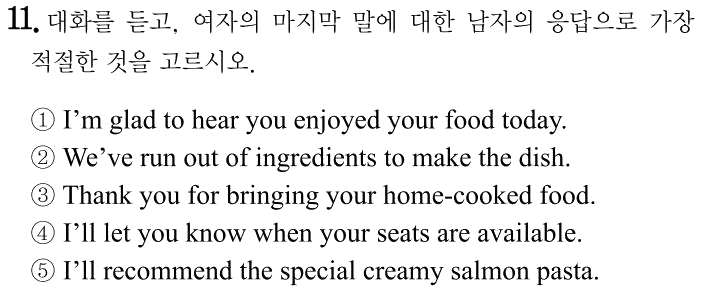 11. 대화를 듣고, 여자의 마지막 말에 대한 남자의 응답으로 가장
적절한 것을 고르시오.
① I’m glad to hear you enjoyed your food today.
② We’ve run out of ingredients to make the dish.
③ Thank you for bringing your home-cooked food.
④ I’ll let you know when your seats are available.
⑤ I’ll recommend the special creamy salmon pasta.